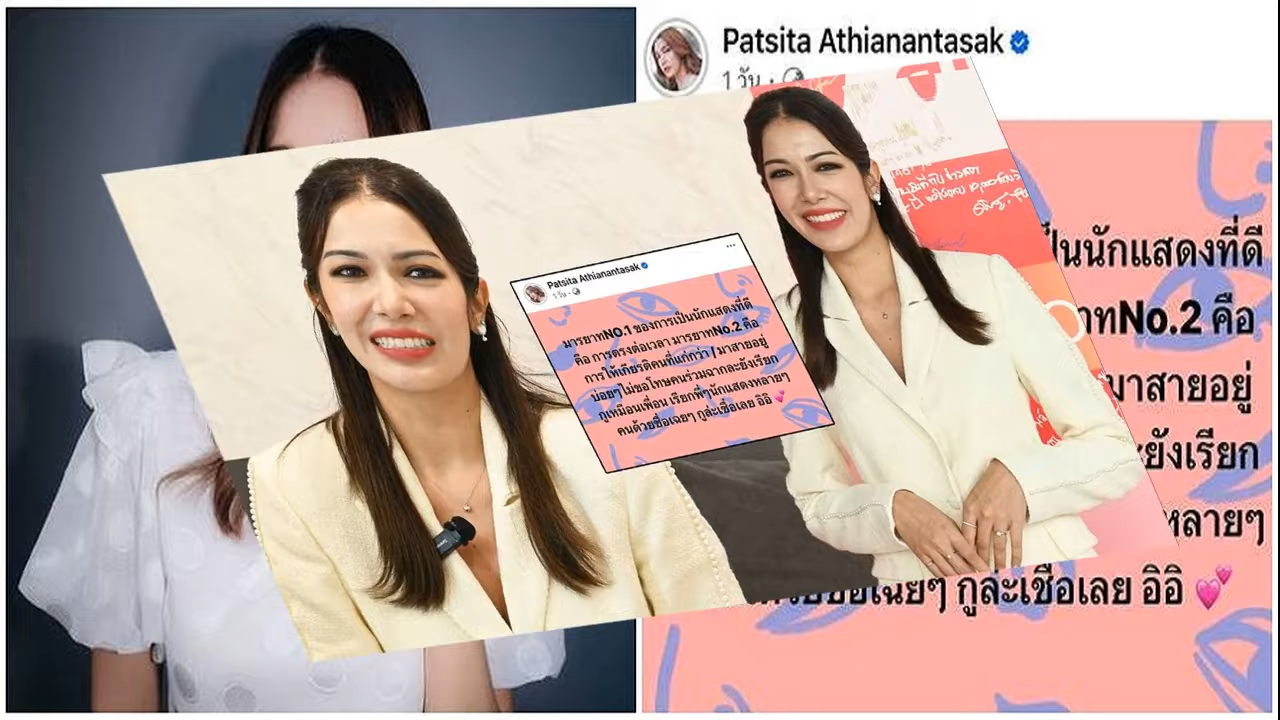 Patsita Athianantasak
1 วัน ·
เป็นนักแสดงที่ดี
ยาทNo.2 คือ
มาสายอยู่
ะยังเรียก
หลายๆ
กูล่ะเชื่อเลย อิอิ 💕
Patsita Athianantasak
1 วัน ·
มารยาทNO.1 ของการเป็นนักแสดงที่ดี
คือ การตรงต่อเวลา มารยาทNo.2 คือ
การให้เกียรติคนที่แก่กว่า | มาสายอยู่
บ่อยๆไม่ขอโทษคนร่วมฉากละยังเรียก
กูเหมือนเพื่อน เรียกพี่ๆนักแสดงหลายๆ
คนด้วยชื่อเฉยๆ กูล่ะเชื่อเลย อิอิ 💕